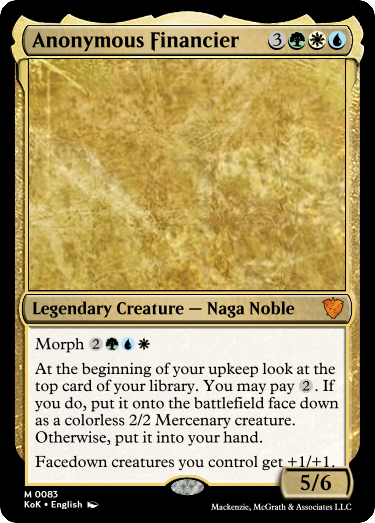 Anonymous Financier 3
Legendary Creature — Naga Noble
Morph 2
At the beginning of your upkeep look at
the top card of your library. You may pay 2. If
you do, put it onto the battlefield face down
as a colorless 2/2 Mercenary creature.
Otherwise, put it into your hand.
Facedown creatures you control get +1/+1.
5/6
M 0083
KoK • English
Mackenzie, McGrath & Associates LLC